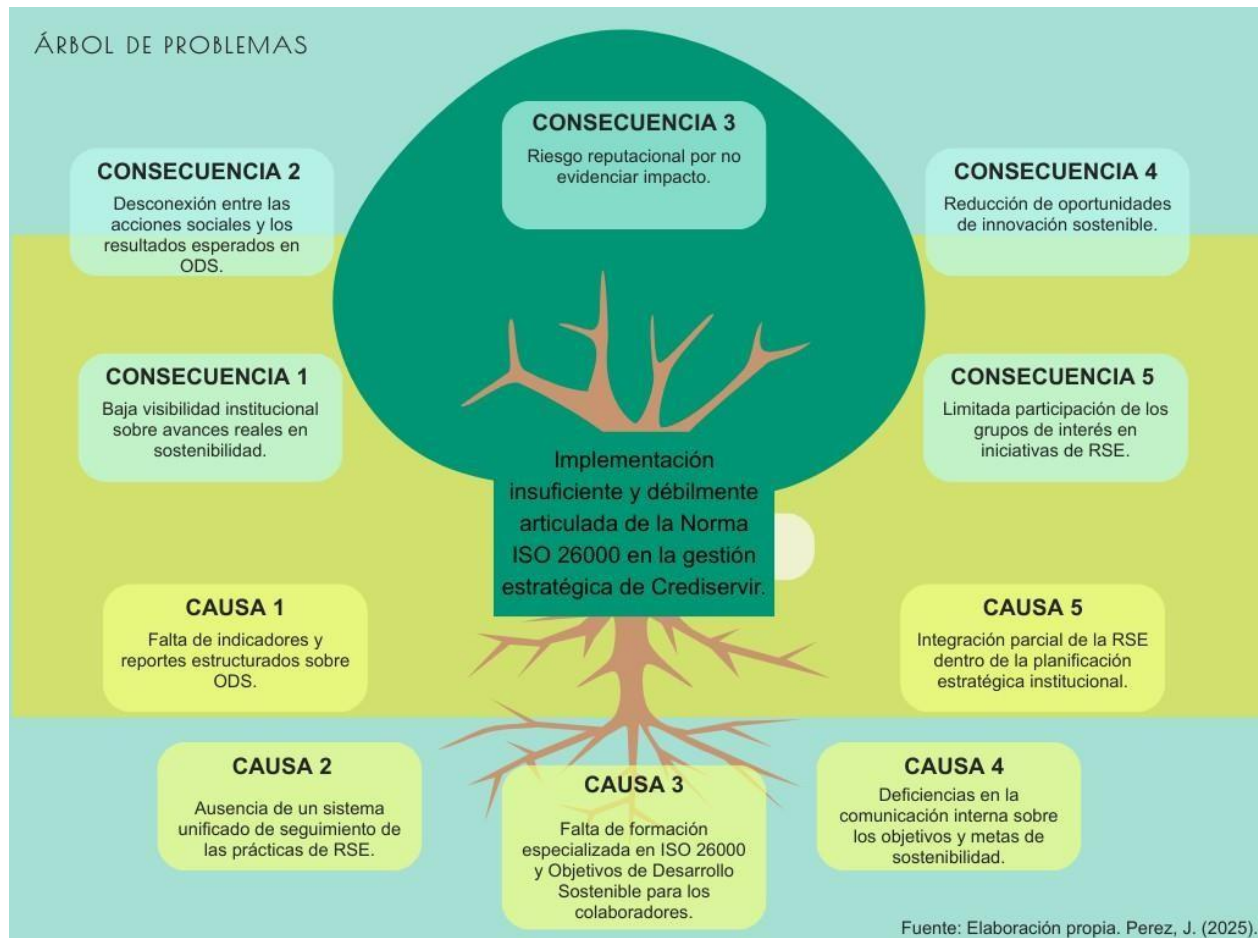 ÁRBOL DE PROBLEMAS
CONSECUENCIA 3
Riesgo reputacional por no
evidenciar impacto.
CONSECUENCIA 2
Desconexión entre las
acciones sociales y los
resultados esperados en
ODS.
CONSECUENCIA 4
Reducción de oportunidades
de innovación sostenible.
CONSECUENCIA 1
Baja visibilidad institucional
sobre avances reales en
sostenibilidad.
CONSECUENCIA 5
Limitada participación de los
grupos de interés en
iniciativas de RSE.
Implementación
insuficiente y débilmente
articulada de la Norma
ISO 26000 en la gestión
estratégica de Crediservir.
CAUSA 1
Falta de indicadores y
reportes estructurados sobre
ODS.
CAUSA 5
Integración parcial de la RSE
dentro de la planificación
estratégica institucional.
CAUSA 2
Ausencia de un sistema
unificado de seguimiento de
las prácticas de RSE.
CAUSA 3
Falta de formación
especializada en ISO 26000
y Objetivos de Desarrollo
Sostenible para los
colaboradores.
CAUSA 4
Deficiencias en la
comunicación interna sobre
los objetivos y metas de
sostenibilidad.
Fuente: Elaboración propia. Perez, J. (2025).